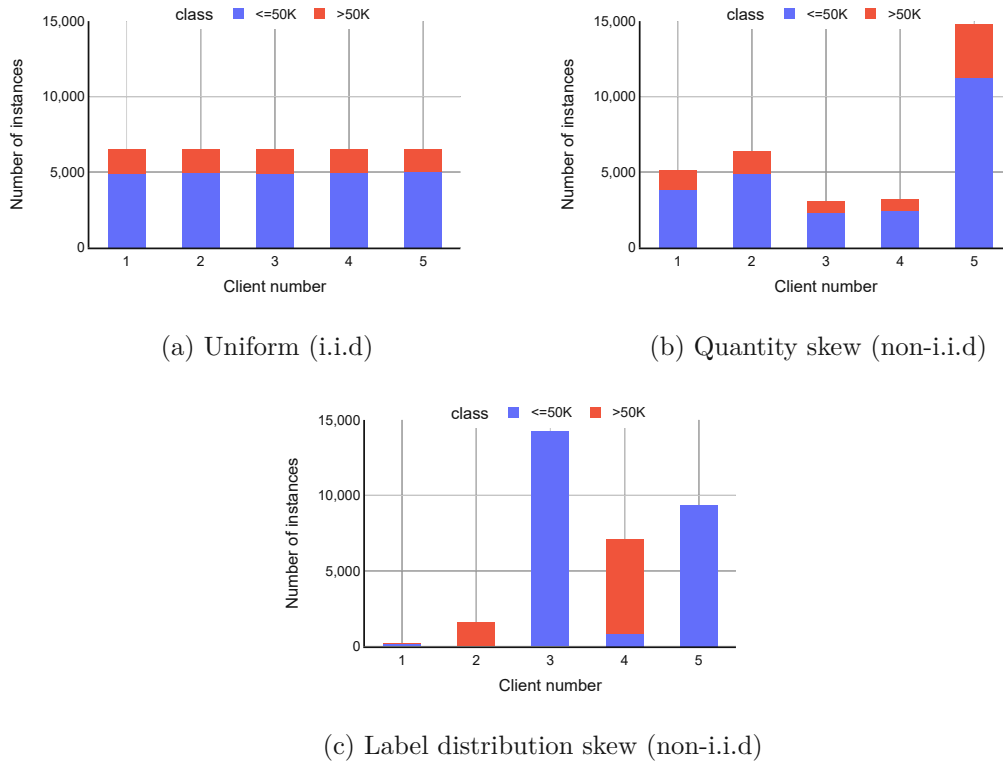 class <=50K >50K
15,000
10,000
5,000
0
Number of instances
1 2 3 4 5
Client number
(a) Uniform (i.i.d)
class <=50K >50K
15,000
10,000
5,000
0
Number of instances
1 2 3 4 5
Client number
(b) Quantity skew (non-i.i.d)
class <=50K >50K
15,000
10,000
5,000
0
Number of instances
1 2 3 4 5
Client number
(c) Label distribution skew (non-i.i.d)